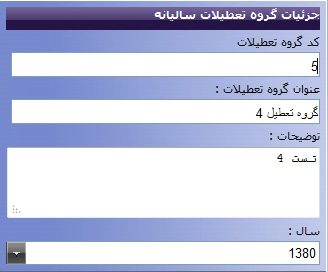 جزئیات گروه تعطیلات سالیانه
کد گروه تعطیلات
5
عنوان گروه تعطیلات :
گروه تعطیل 4
توضیحات :
تست 4
سال :
1380